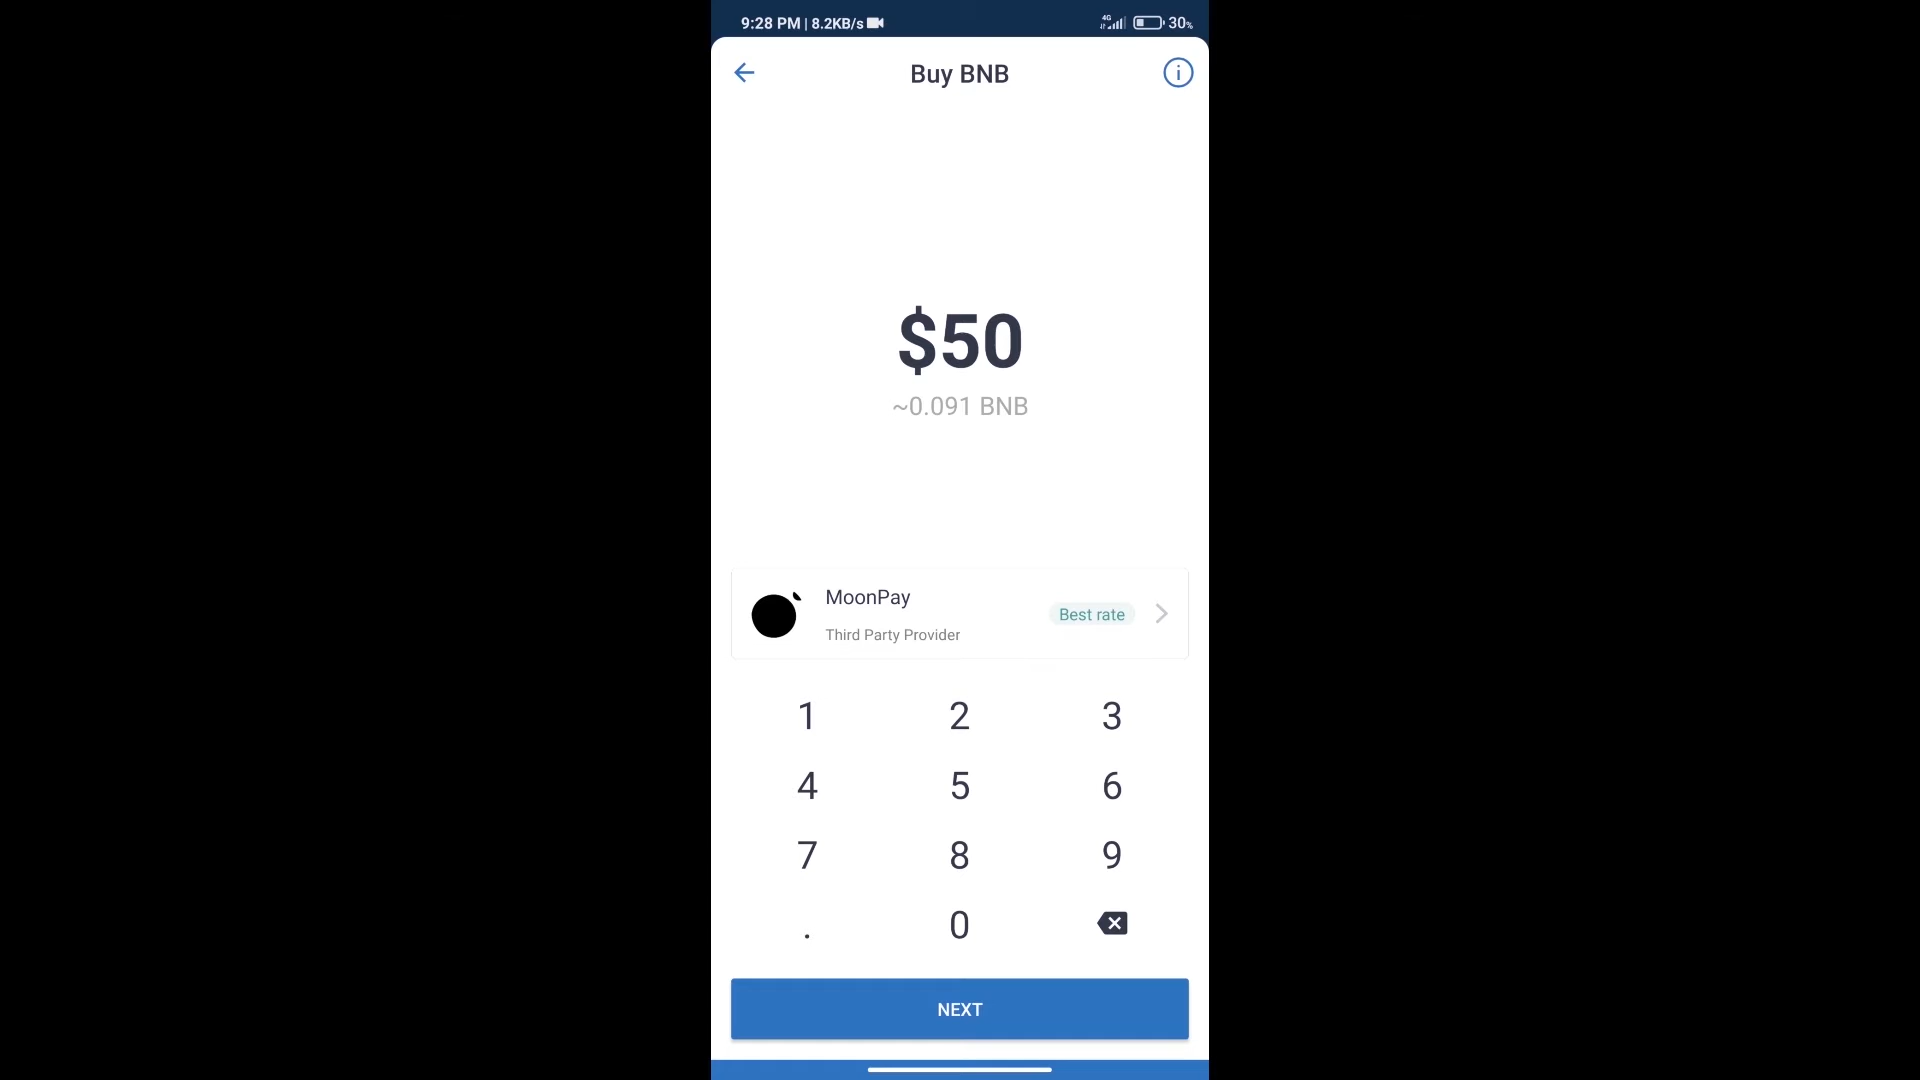 9:28 PM | 8.2KB/s 4G 30%
Buy BNB
$50
~0.091 BNB
MoonPay
Best rate
Third Party Provider
1 2 3
4 5 6
7 8 9
. 0
NEXT